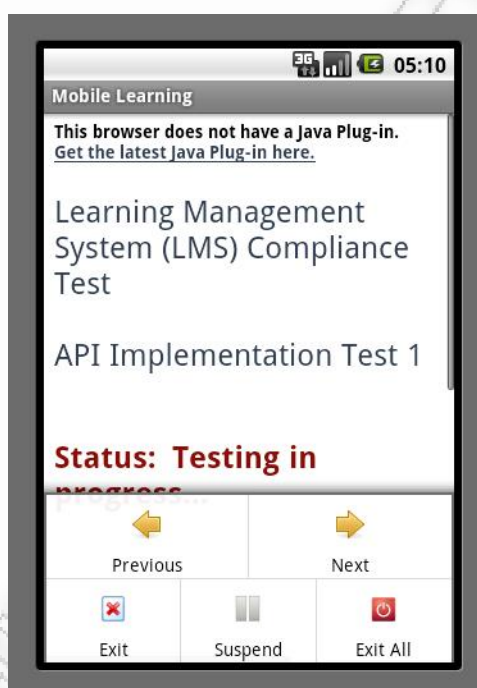 3G 05:10
Mobile Learning
This browser does not have a Java Plug-in.
Get the latest Java Plug-in here.
Learning Management
System (LMS) Compliance
Test
API Implementation Test 1
Status: Testing in
progress...
Previous Next
Exit Suspend Exit All